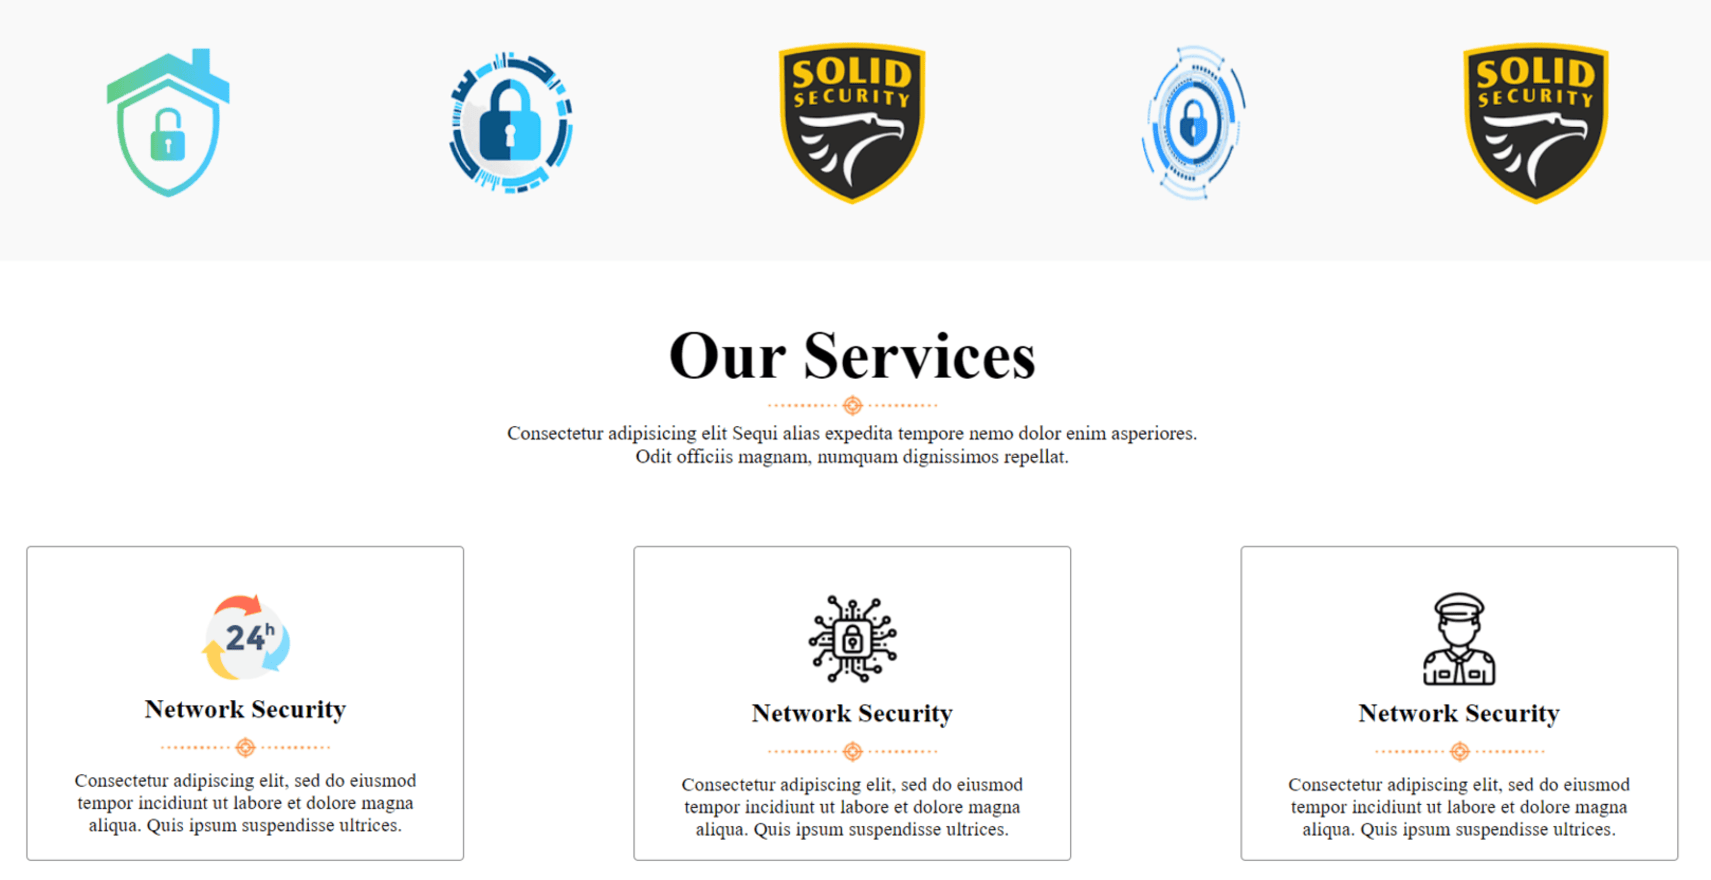 SOLID
SECURITY
SOLID
SECURITY
Our Services
Consectetur adipisicing elit Sequi alias expedita tempore nemo dolor enim asperiores.
Odit officiis magnam, numquam dignissimos repellat.
24h
Network Security
Consectetur adipiscing elit, sed do eiusmod
tempor incidiunt ut labore et dolore magna
aliqua. Quis ipsum suspendisse ultrices.
Network Security
Consectetur adipiscing elit, sed do eiusmod
tempor incidiunt ut labore et dolore magna
aliqua. Quis ipsum suspendisse ultrices.
Network Security
Consectetur adipiscing elit, sed do eiusmod
tempor incidiunt ut labore et dolore magna
aliqua. Quis ipsum suspendisse ultrices.